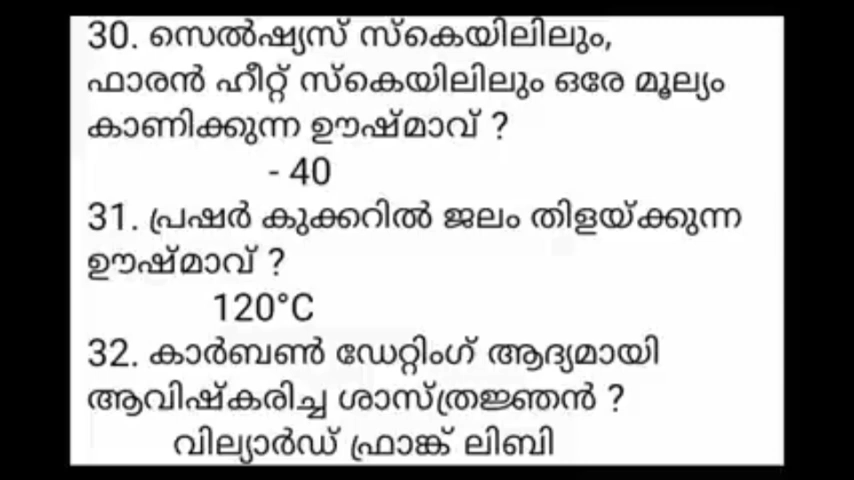 30. സെൽഷ്യസ് സ്കെയിലിലും,
ഫാരൻ ഹീറ്റ് സ്കെയിലിലും ഒരേ മൂല്യം
കാണിക്കുന്ന ഊഷ്മാവ് ?
- 40
31. പ്രഷർ കുക്കറിൽ ജലം തിളയ്ക്കുന്ന
ഊഷ്മാവ് ?
120°C
32. കാർബൺ ഡേറ്റിംഗ് ആദ്യമായി
ആവിഷ്കരിച്ച ശാസ്ത്രജ്ഞൻ ?
വില്യാർഡ് ഫ്രാങ്ക് ലിബി